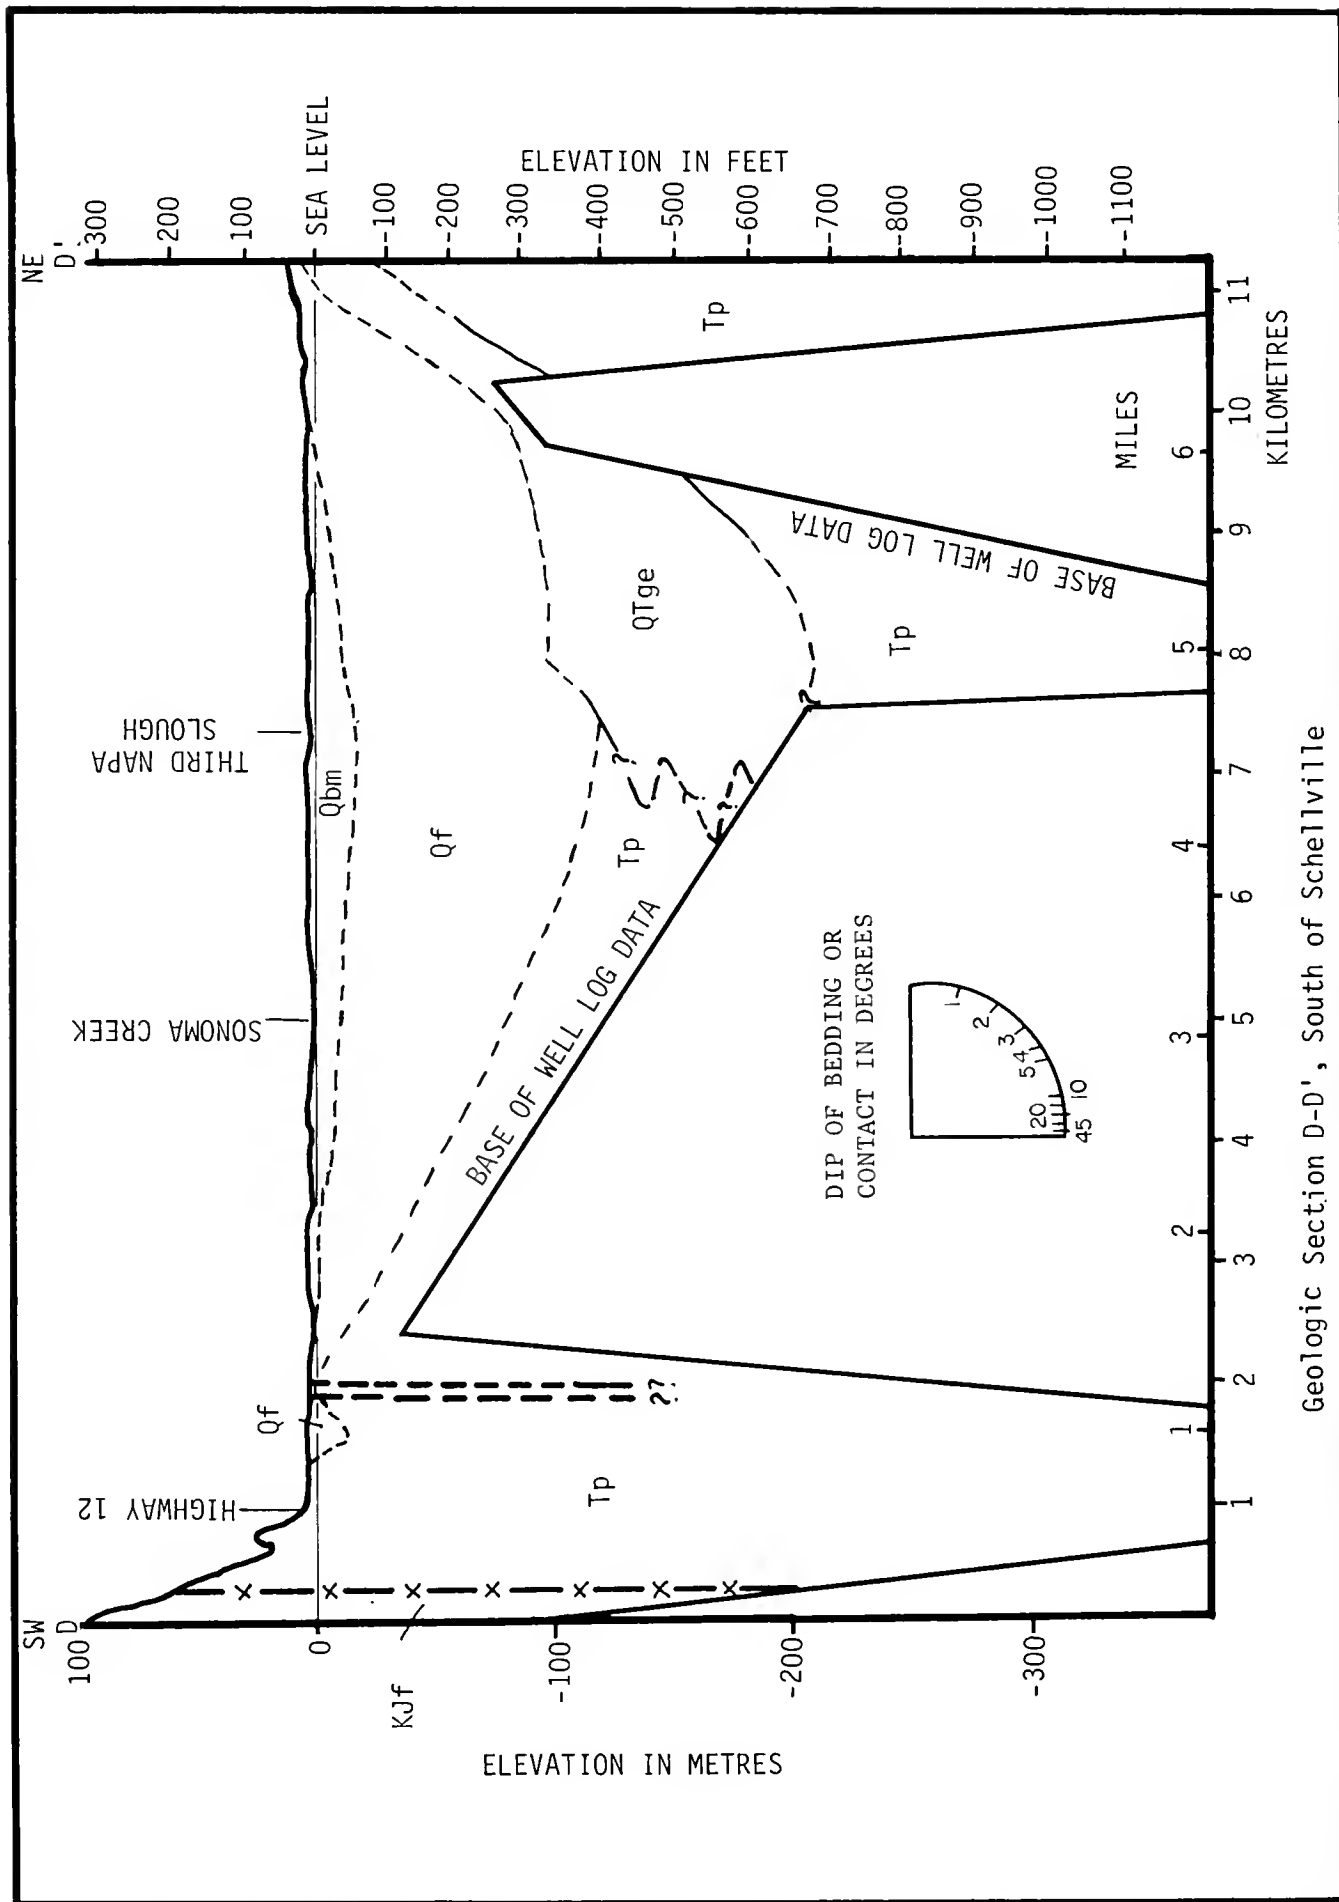 SW
D
NE
D'
100
0
-100
-200
-300
ELEVATION IN METRES
KJf
HIGHWAY 12
Qf
SONOMA CREEK
THIRD NAPA
SLOUGH
Qbm
Qf
Tp
??
Tp
?
?
?
?
QTge
Tp
Tp
BASE OF WELL LOG DATA
BASE OF WELL LOG DATA
DIP OF BEDDING OR
CONTACT IN DEGREES
1
2
3
4
5
10
20
45
300
200
100
SEA LEVEL
-100
-200
-300
-400
-500
-600
-700
-800
-900
-1000
-1100
ELEVATION IN FEET
MILES
1 2 3 4 5 6
1 2 3 4 5 6 7 8 9 10 11
KILOMETRES
Geologic Section D-D', South of Schellville